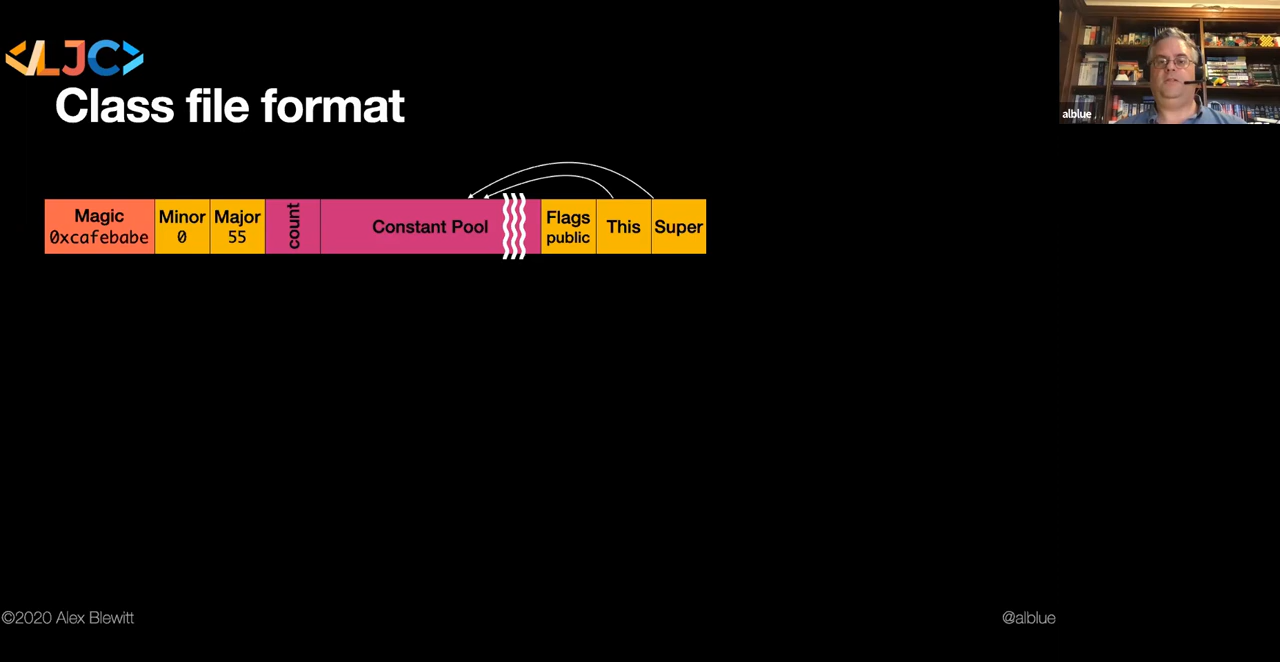 <LJC>
alblue
Class file format
Magic
0xcafebabe
Minor
0
Major
55
count
Constant Pool
Flags
public
This
Super
©2020 Alex Blewitt
@alblue